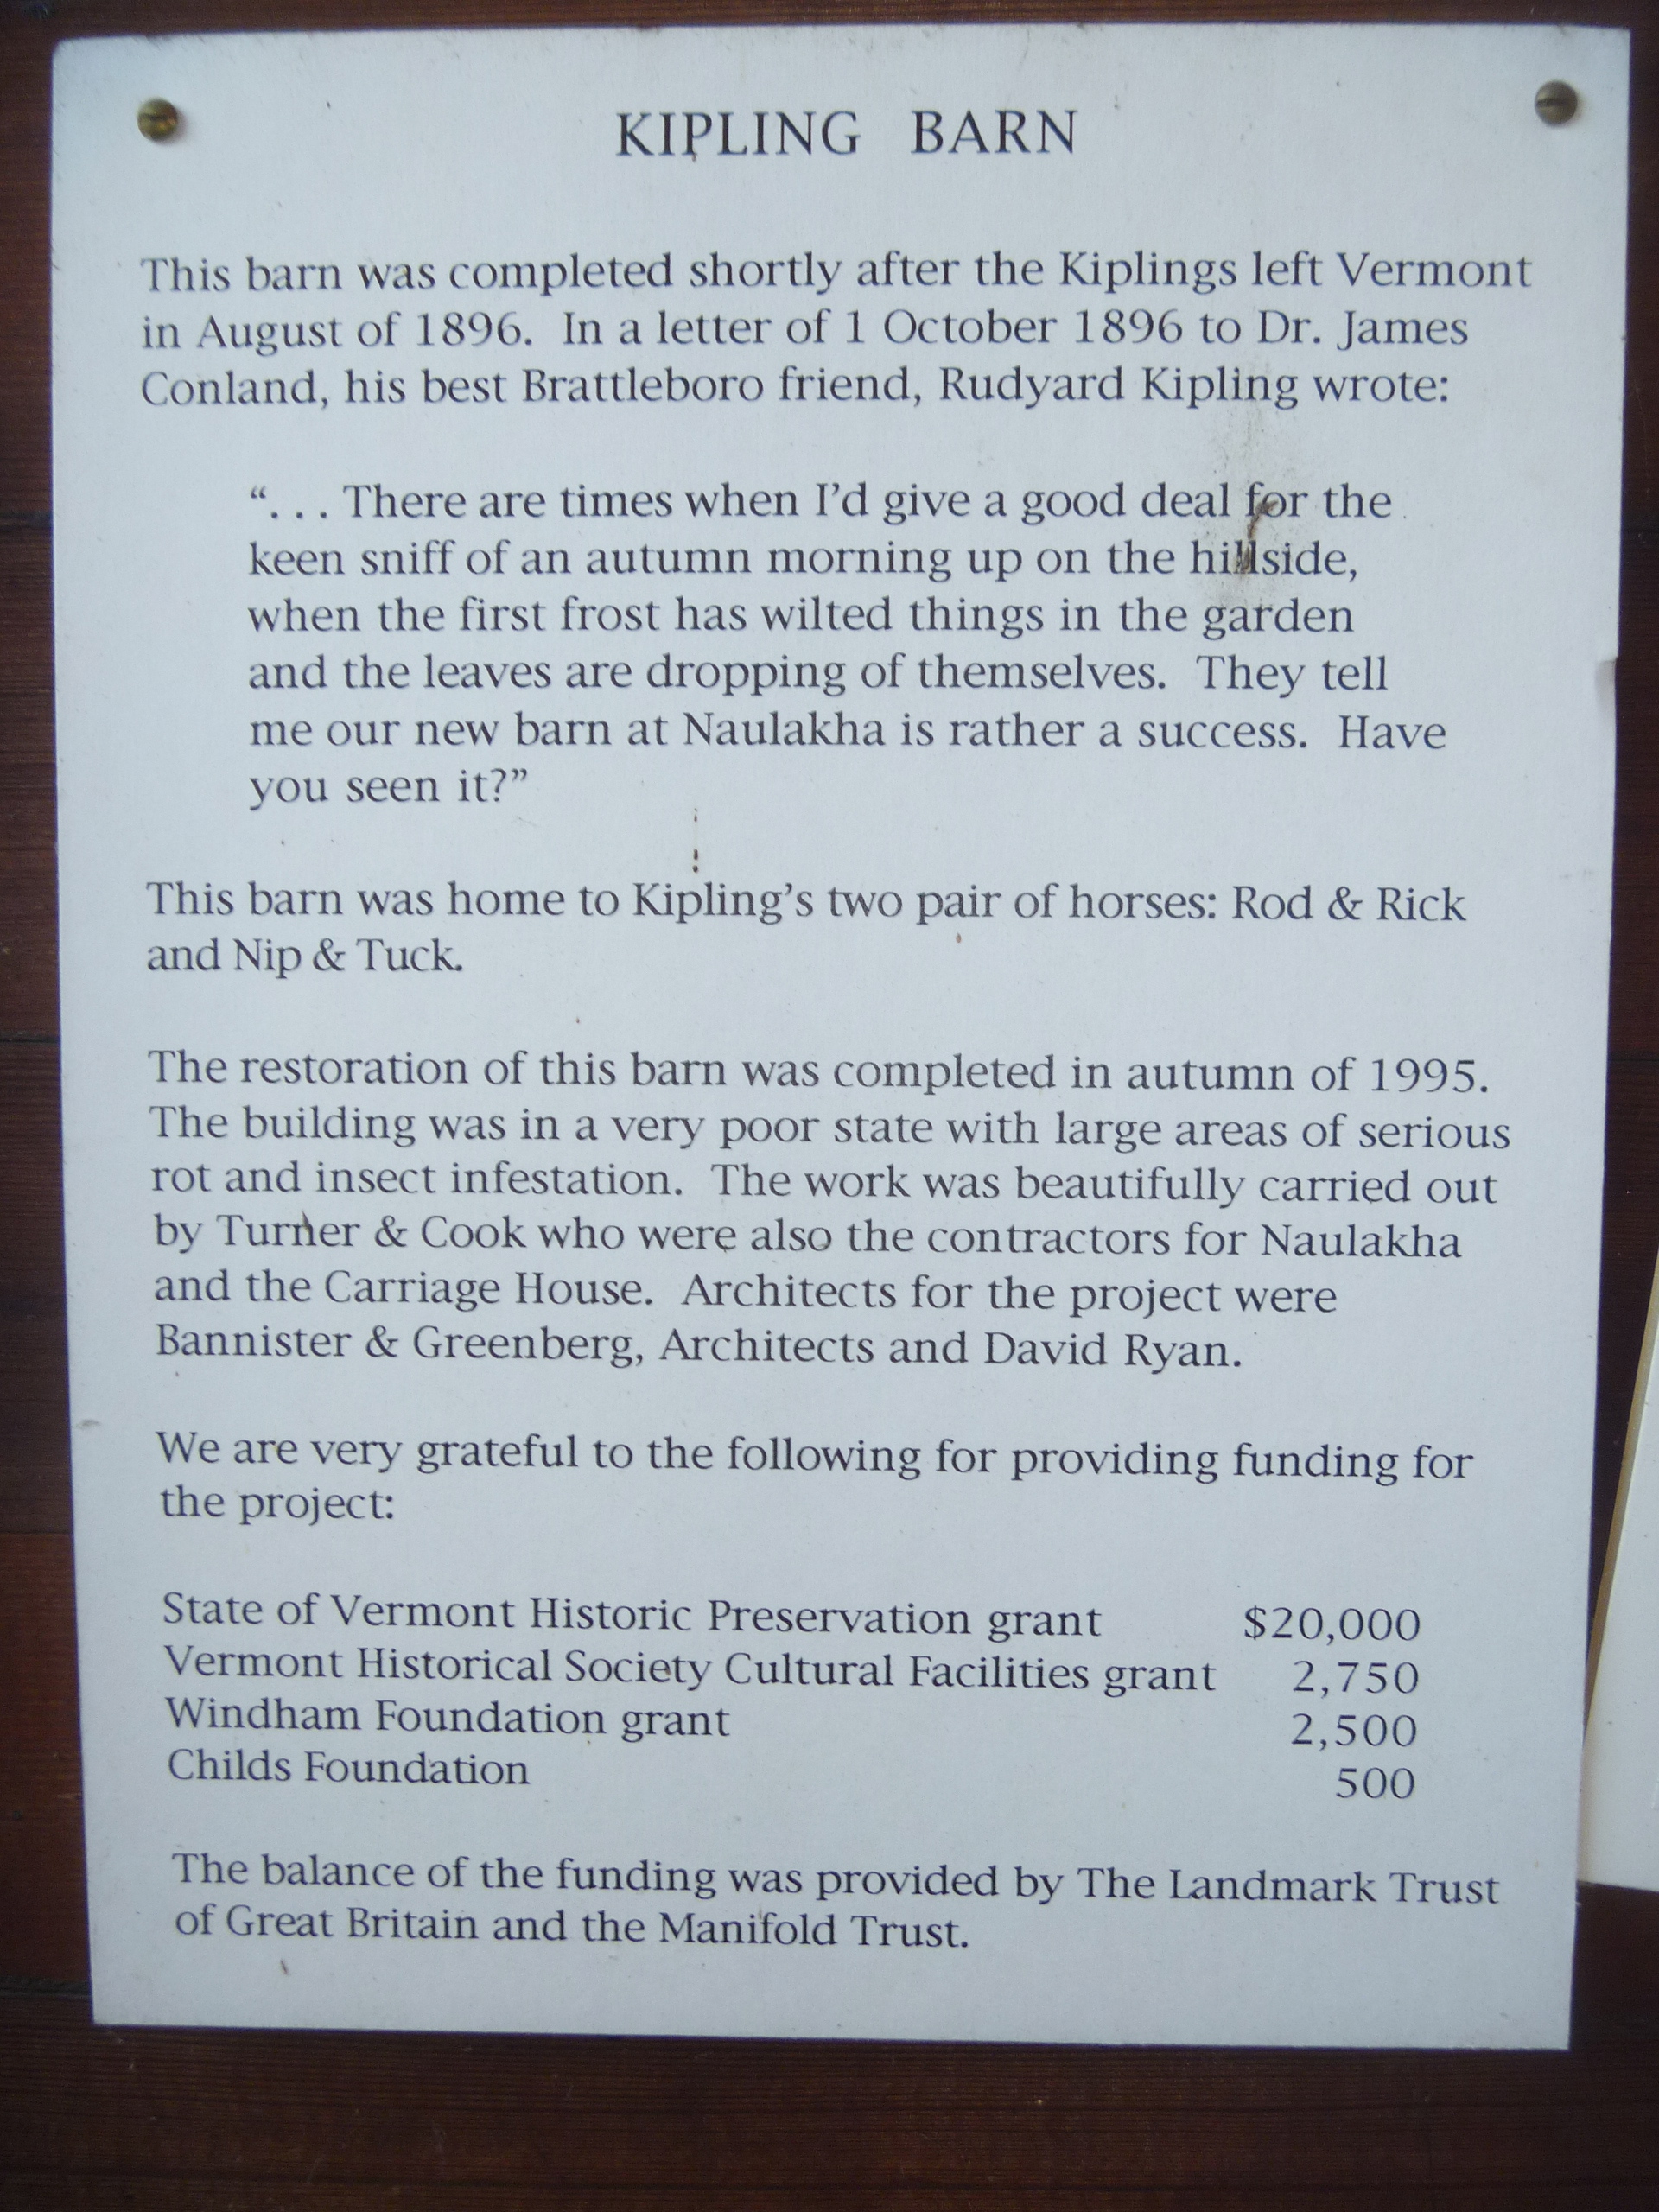 KIPLING BARN
This barn was completed shortly after the Kiplings left Vermont
in August of 1896. In a letter of 1 October 1896 to Dr. James
Conland, his best Brattleboro friend, Rudyard Kipling wrote:
“. . . There are times when I’d give a good deal for the
keen sniff of an autumn morning up on the hillside,
when the first frost has wilted things in the garden
and the leaves are dropping of themselves. They tell
me our new barn at Naulakha is rather a success. Have
you seen it?”
This barn was home to Kipling’s two pair of horses: Rod & Rick
and Nip & Tuck.
The restoration of this barn was completed in autumn of 1995.
The building was in a very poor state with large areas of serious
rot and insect infestation. The work was beautifully carried out
by Turner & Cook who were also the contractors for Naulakha
and the Carriage House. Architects for the project were
Bannister & Greenberg, Architects and David Ryan.
We are very grateful to the following for providing funding for
the project:
State of Vermont Historic Preservation grant $20,000
Vermont Historical Society Cultural Facilities grant 2,750
Windham Foundation grant 2,500
Childs Foundation 500
The balance of the funding was provided by The Landmark Trust
of Great Britain and the Manifold Trust.